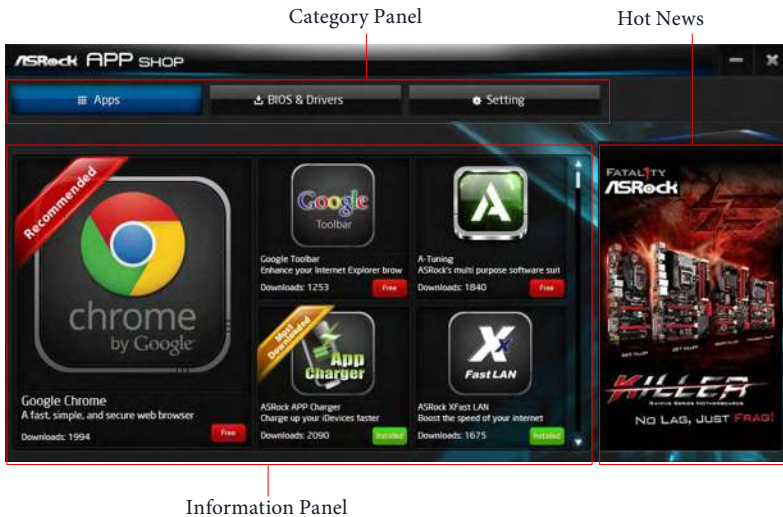 Category Panel
Hot News
ASRock APP SHOP
Apps
BIOS & Drivers
Setting
Recommended
chrome
by Google
Google Chrome
A fast, simple, and secure web browser
Downloads: 1994
Free
Google
Toolbar
Google Toolbar
Enhance your Internet Explorer brow
Downloads: 1253
Free
A-Tuning
ASRock's multi purpose software suit
Downloads: 1840
Free
Most
Downloaded
App
Charger
ASRock APP Charger
Charge up your iDevices faster
Downloads: 2090
Installed
Fast LAN
ASRock XFast LAN
Boost the speed of your internet
Downloads: 1675
Installed
FATAL1TY
ASRock
KILLER
GAMING SERIES MOTHERBOARDS
NO LAG, JUST FRAG!
Information Panel